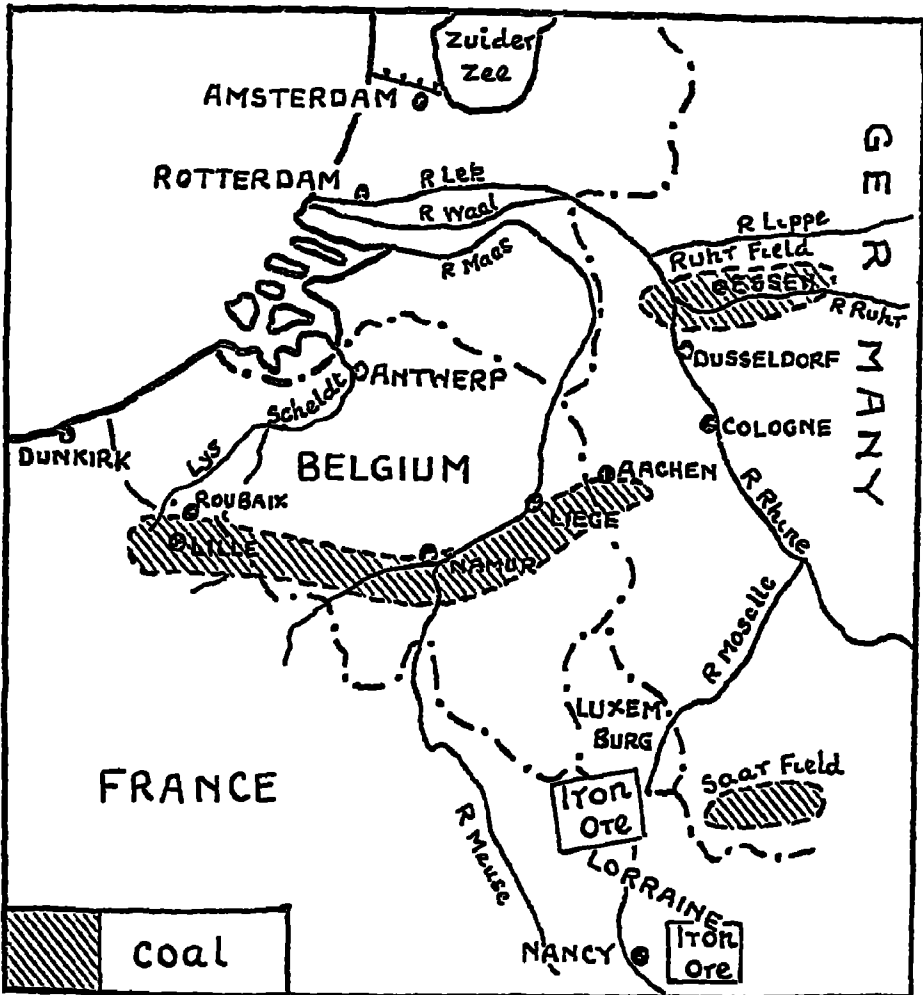 Zuider
Zee
AMSTERDAM
GERMANY
ROTTERDAM
R Lek
R Waal
R Maas
R Lippe
Ruhr Field
ESSEN
R Ruhr
DUSSELDORF
ANTWERP
Scheldt
COLOGNE
DUNKIRK
Lys
BELGIUM
AACHEN
ROUBAIX
LIEGE
R Rhine
LILLE
NAMUR
R Moselle
LUXEM
BURG
FRANCE
Saar Field
Iron
Ore
R Meuse
LORRAINE
coal
NANCY
Iron
Ore